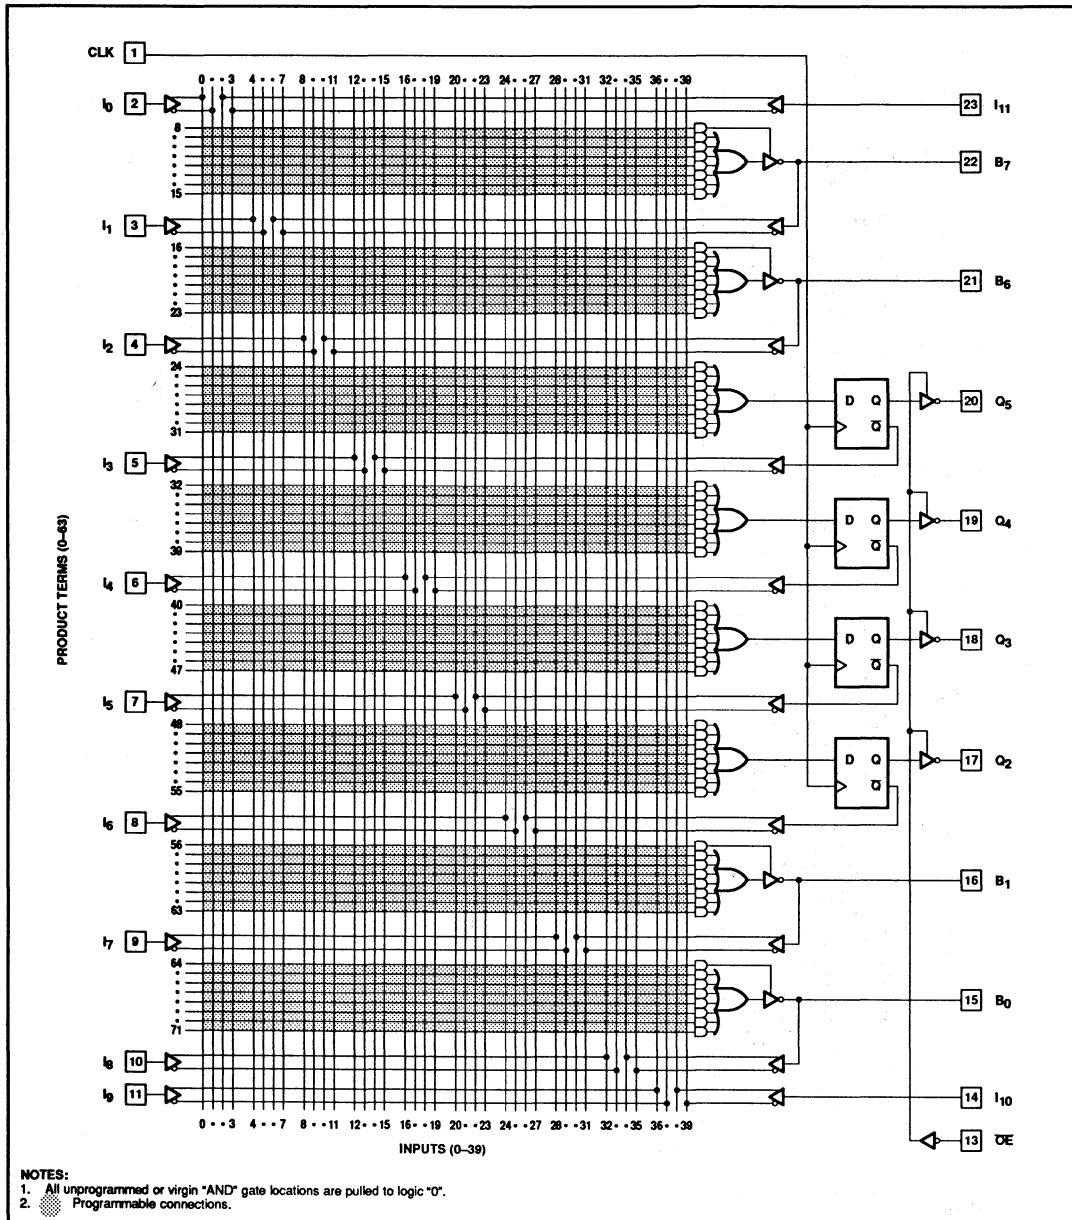 CLK 1
0 • • 3 4 • • 7 8 • • 11 12 • • 15 16 • • 19 20 • • 23 24 • • 27 28 • • 31 32 • • 35 36 • • 39
I0 2
23 I11
8
22 B7
15
I1 3
16
21 B6
23
I2 4
24
D Q
20 Q5
31
Q̅
I3 5
32
D Q
19 Q4
39
Q̅
I4 6
40
D Q
18 Q3
47
Q̅
I5 7
48
D Q
17 Q2
55
Q̅
I6 8
56
16 B1
63
I7 9
64
15 B0
71
I8 10
I9 11
14 I10
0 • • 3 4 • • 7 8 • • 11 12 • • 15 16 • • 19 20 • • 23 24 • • 27 28 • • 31 32 • • 35 36 • • 39
13 O̅E̅
INPUTS (0–39)
PRODUCT TERMS (0–63)
NOTES:
1. All unprogrammed or virgin "AND" gate locations are pulled to logic "0".
2. Programmable connections.